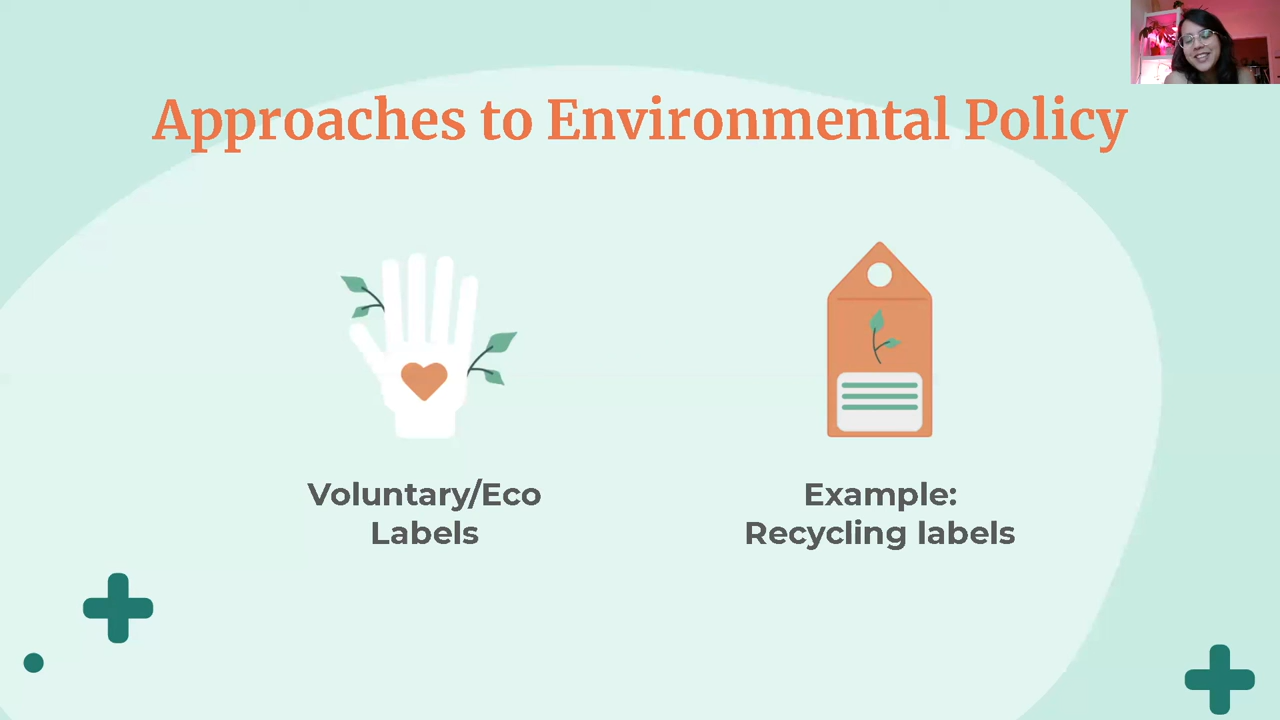 Approaches to Environmental Policy
Voluntary/Eco
Labels
Example:
Recycling labels